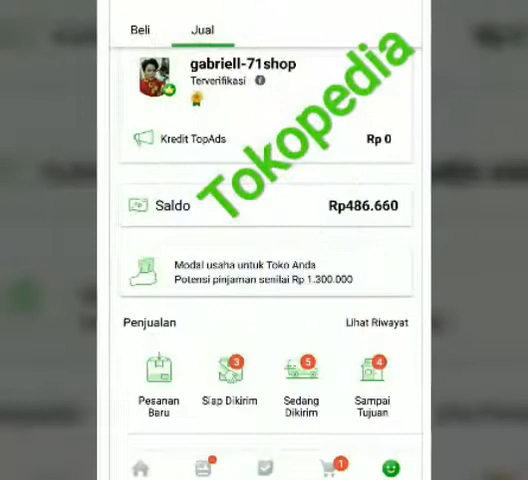 Beli Jual
gabriell-71shop
Terverifikasi
Kredit TopAds Rp 0
Tokopedia
Saldo Rp486.660
Modal usaha untuk Toko Anda
Potensi pinjaman senilai Rp 1.300.000
Penjualan Lihat Riwayat
3 5 4
Pesanan Baru
Siap Dikirim
Sedang Dikirim
Sampai Tujuan
1